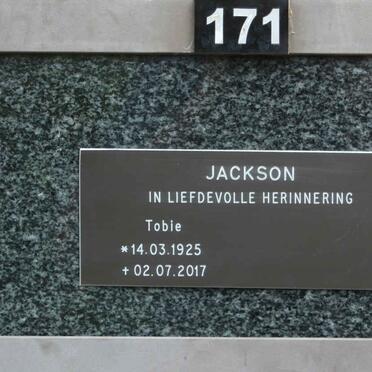 171
JACKSON
IN LIEFDEVOLLE HERINNERING
Tobie
*14.03.1925
+02.07.2017